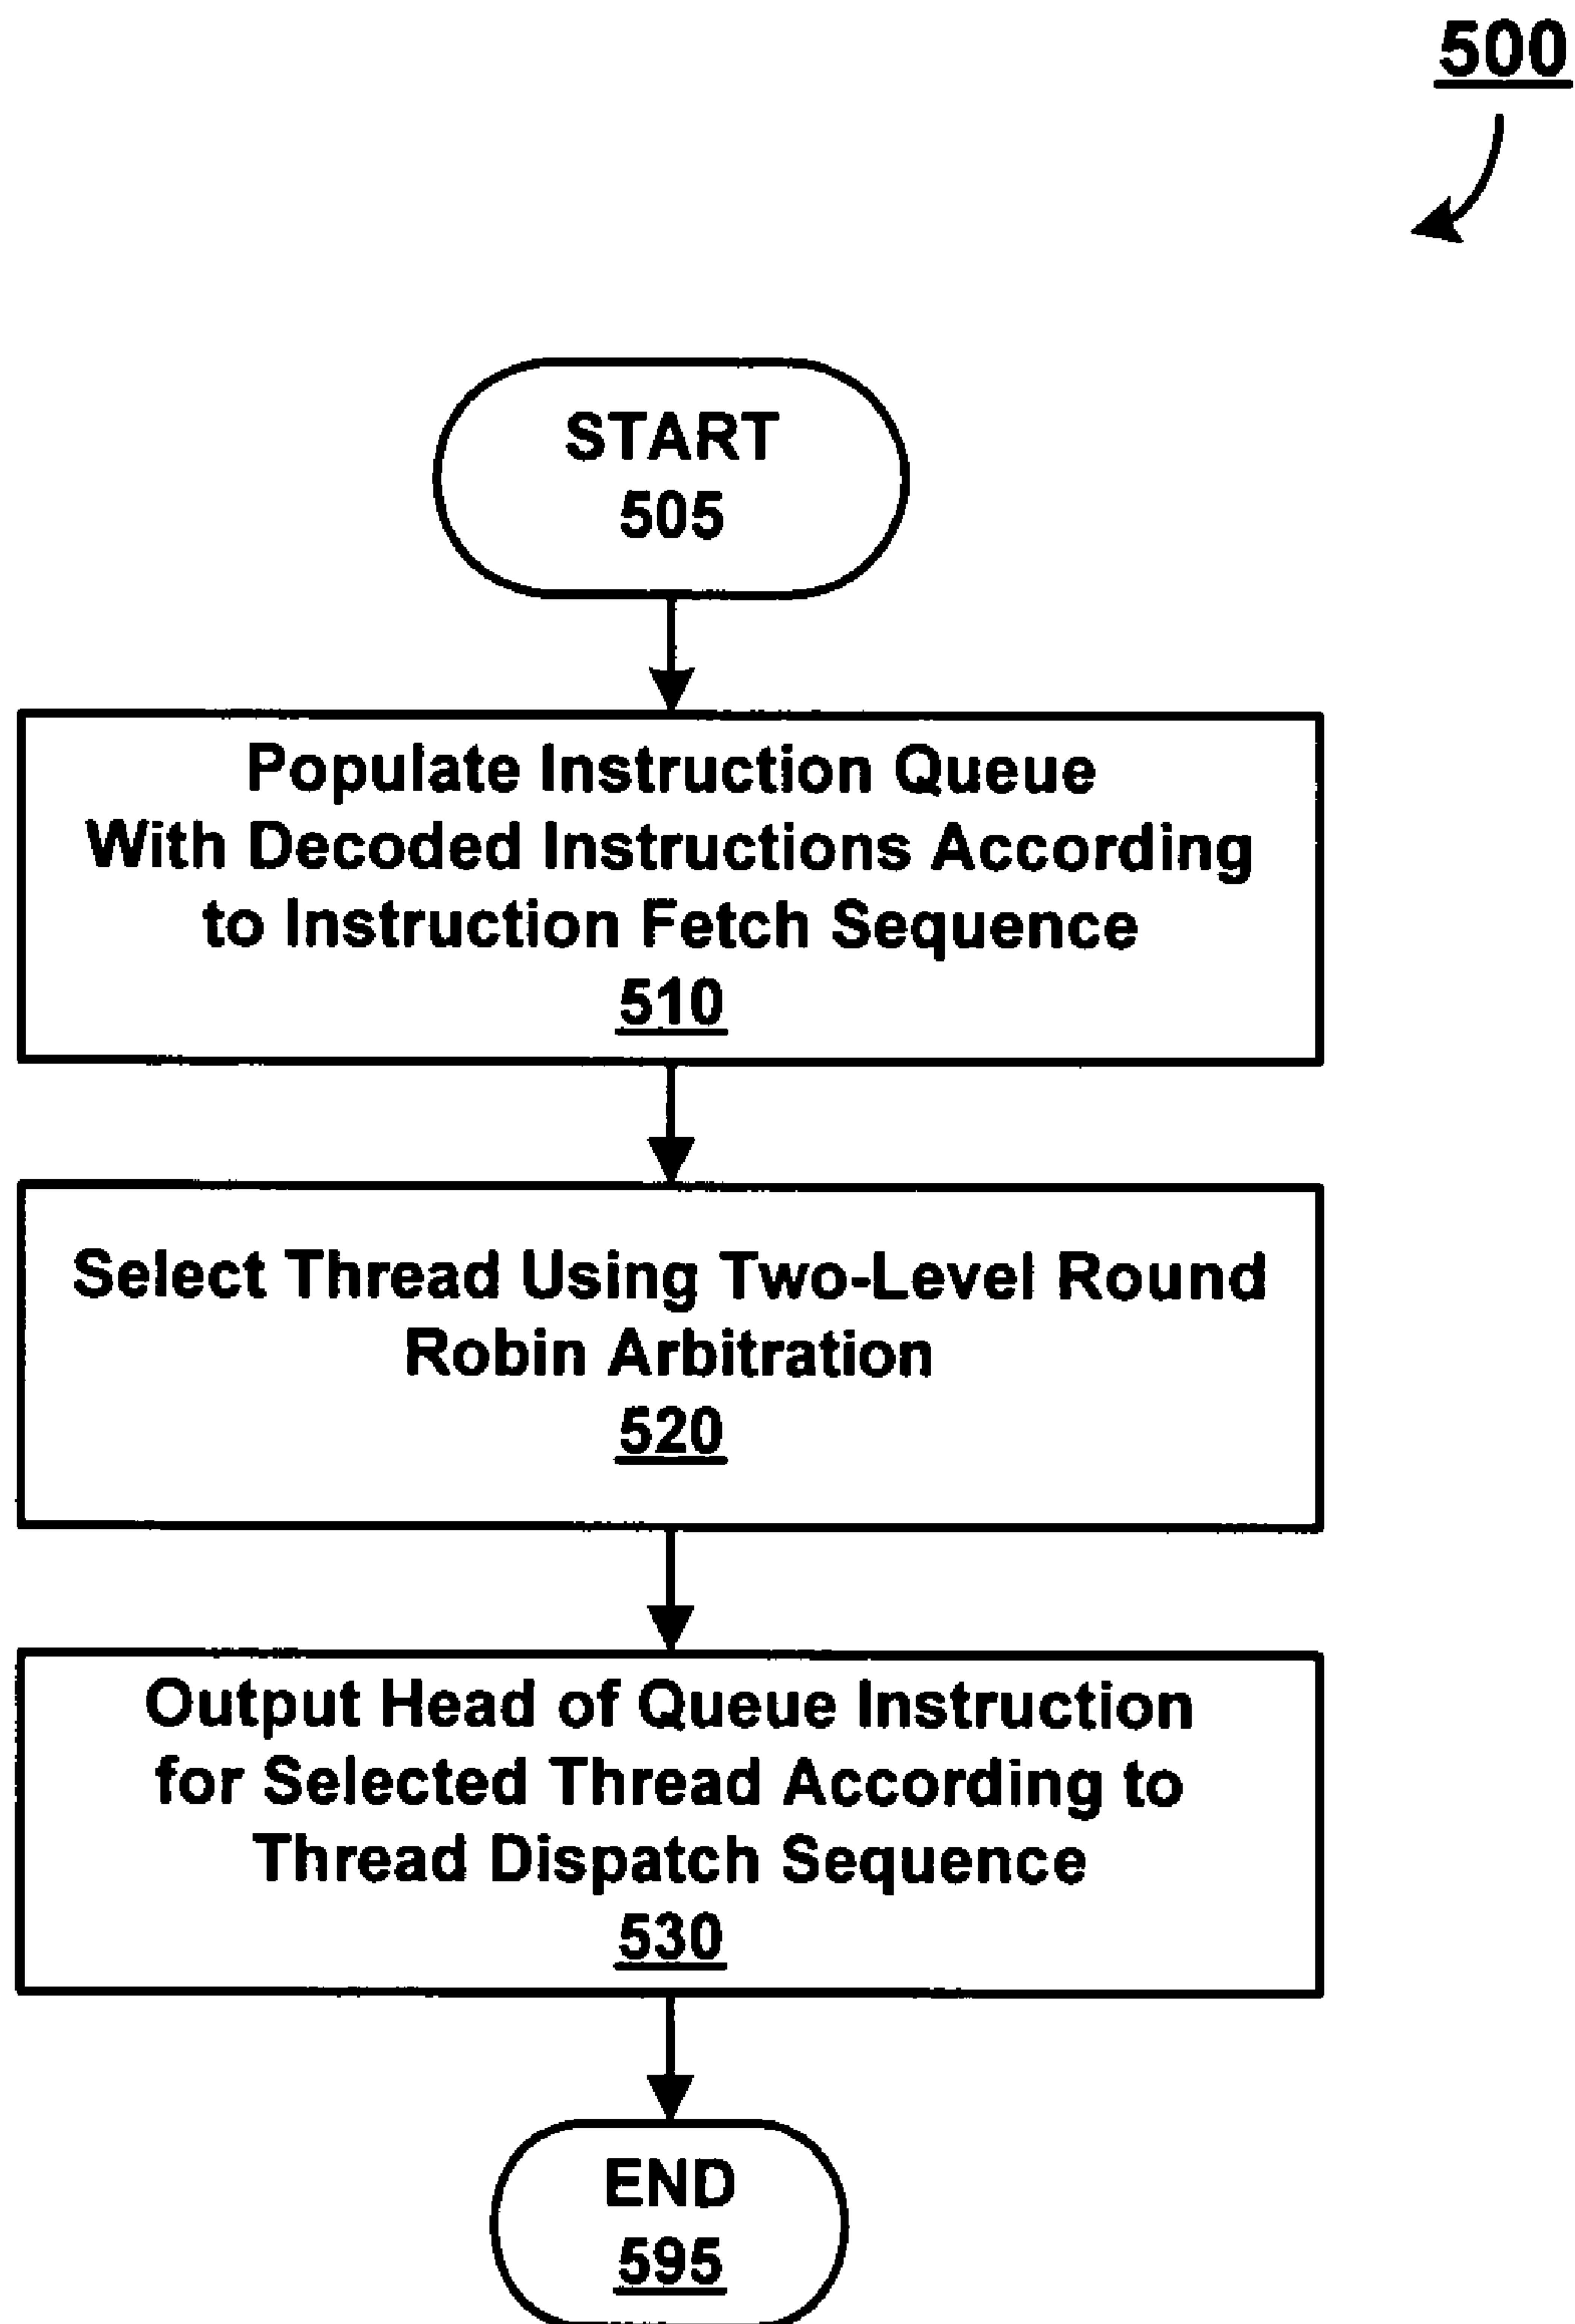 500
START
505
Populate Instruction Queue
With Decoded Instructions According
to Instruction Fetch Sequence
510
Select Thread Using Two-Level Round
Robin Arbitration
520
Output Head of Queue Instruction
for Selected Thread According to
Thread Dispatch Sequence
530
END
595